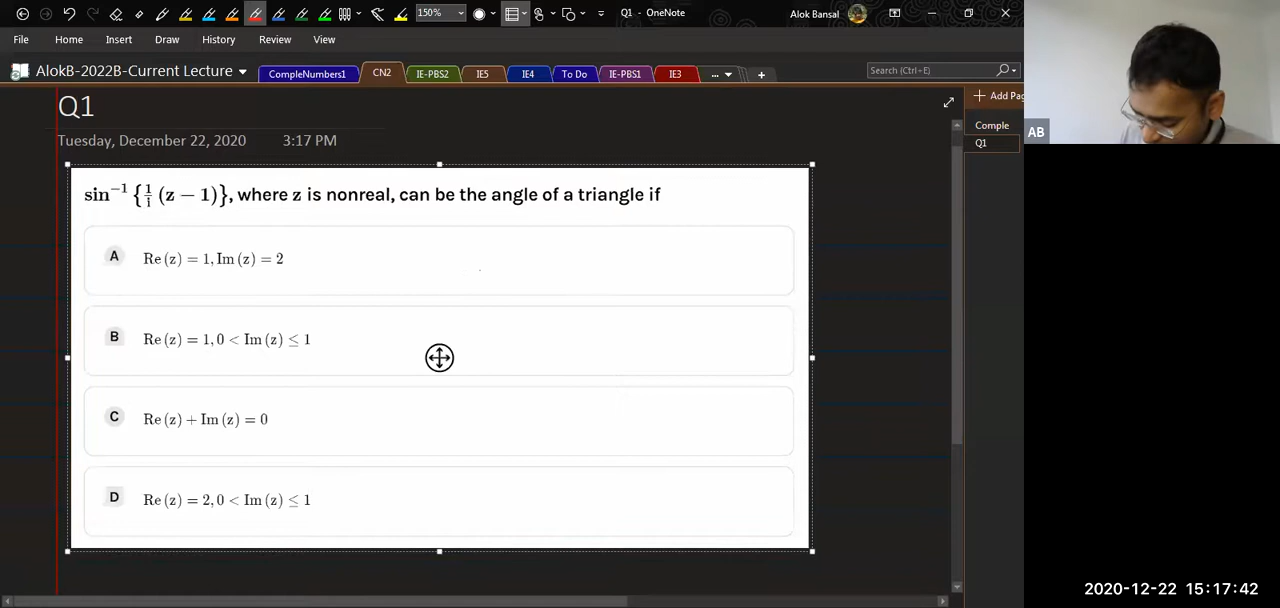 150%
Q1 - OneNote
Alok Bansal
File Home Insert Draw History Review View
AlokB-2022B-Current Lecture
CompleNumbers1 CN2 IE-PBS2 IE5 IE4 To Do IE-PBS1 IE3 ...
Search (Ctrl+E)
Q1
Add Pag
Tuesday, December 22, 2020 3:17 PM
Comple
Q1
AB
sin⁻¹ {1/i (z − 1)}, where z is nonreal, can be the angle of a triangle if
A Re (z) = 1, Im (z) = 2
B Re (z) = 1, 0 < Im (z) ≤ 1
C Re (z) + Im (z) = 0
D Re (z) = 2, 0 < Im (z) ≤ 1
2020-12-22 15:17:42